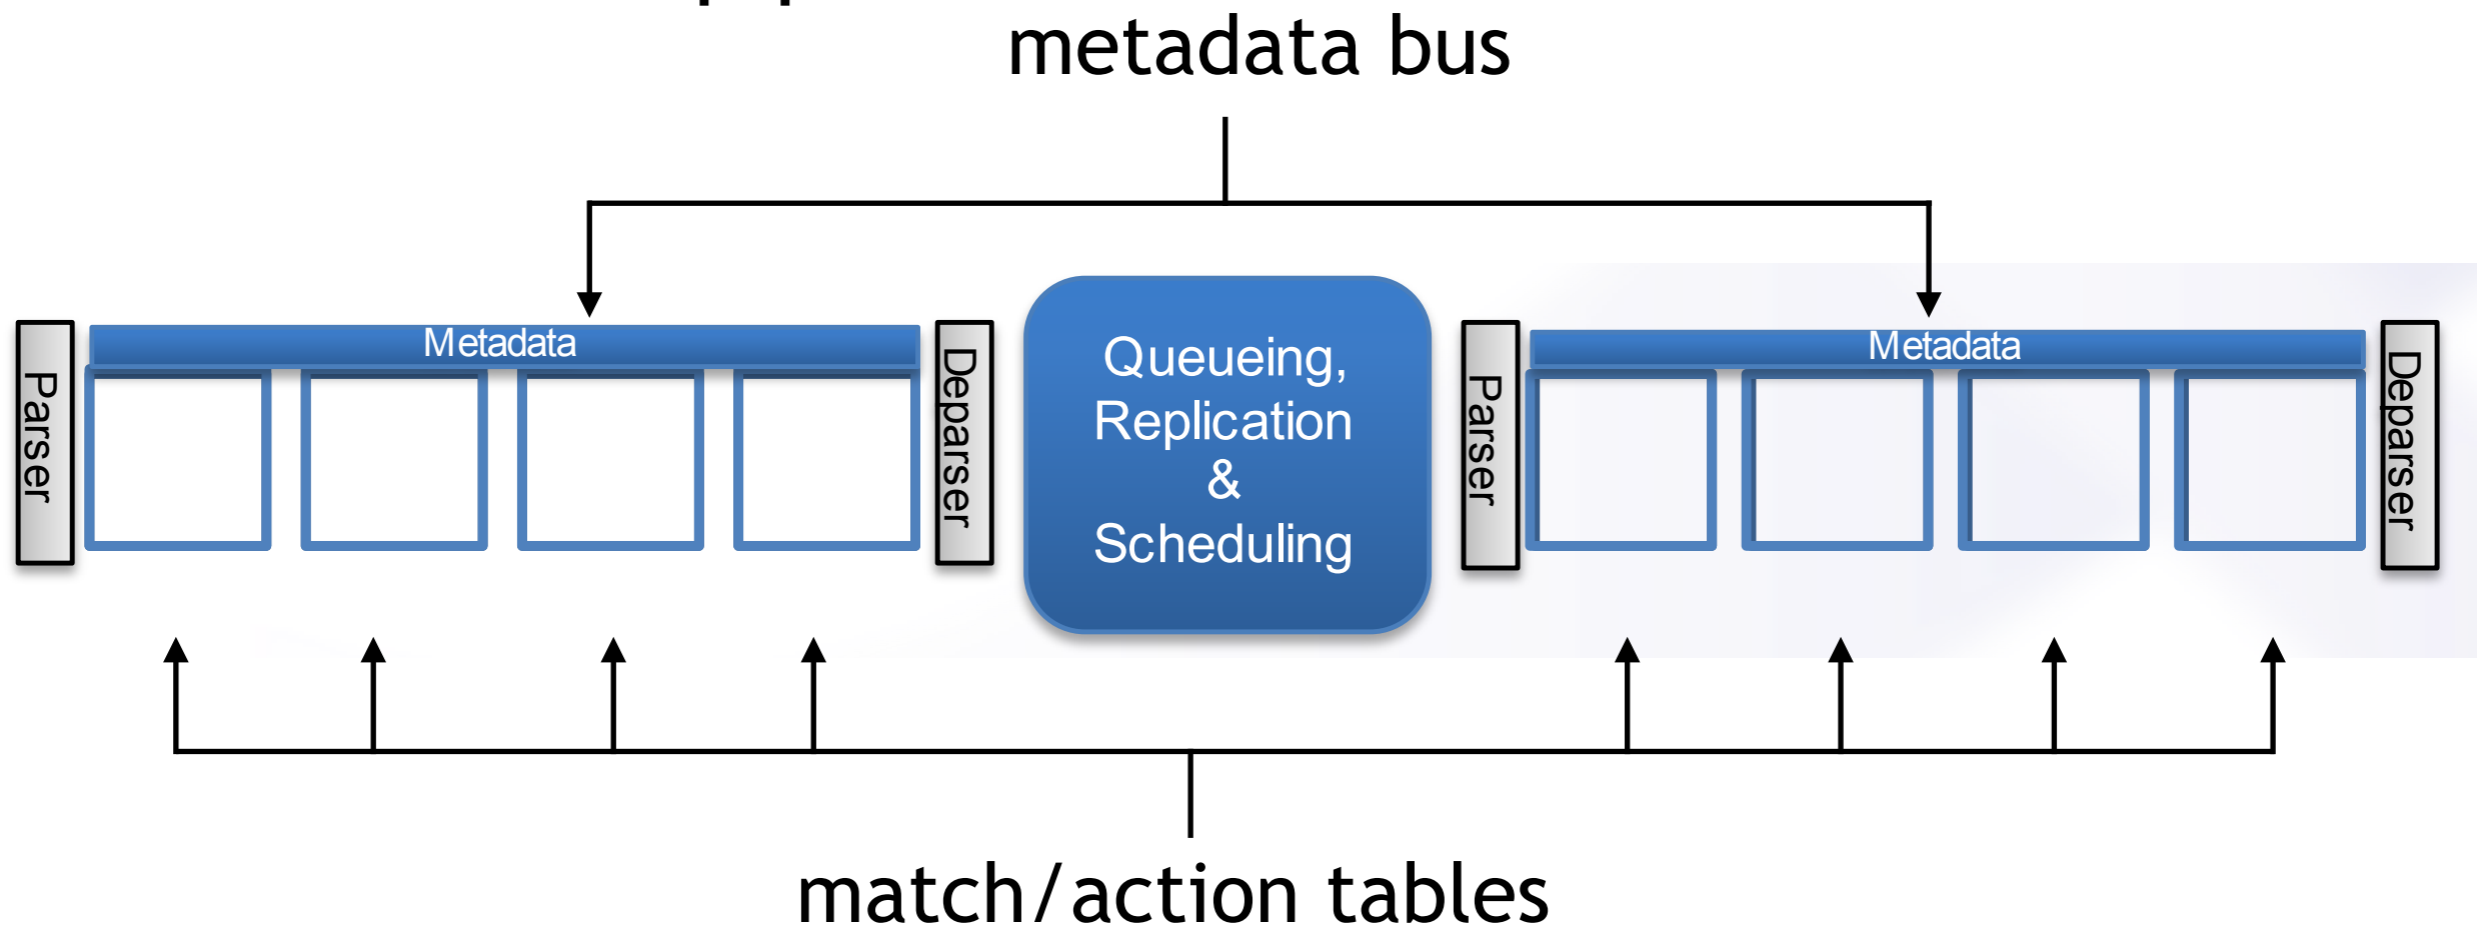 metadata bus
Parser
Metadata
Deparser
Queueing,
Replication
&
Scheduling
Parser
Metadata
Deparser
match/action tables